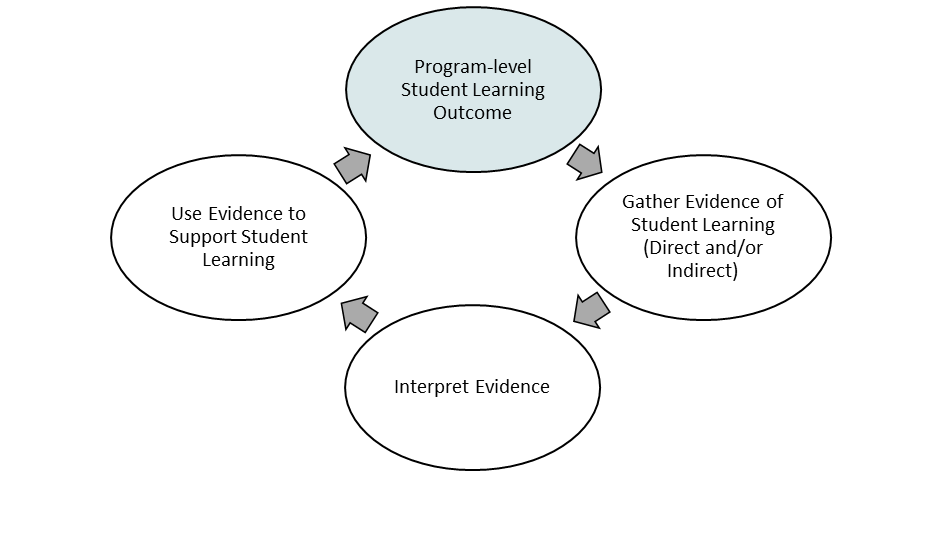 Program-level
Student Learning
Outcome
Gather Evidence of
Student Learning
(Direct and/or
Indirect)
Interpret Evidence
Use Evidence to
Support Student
Learning